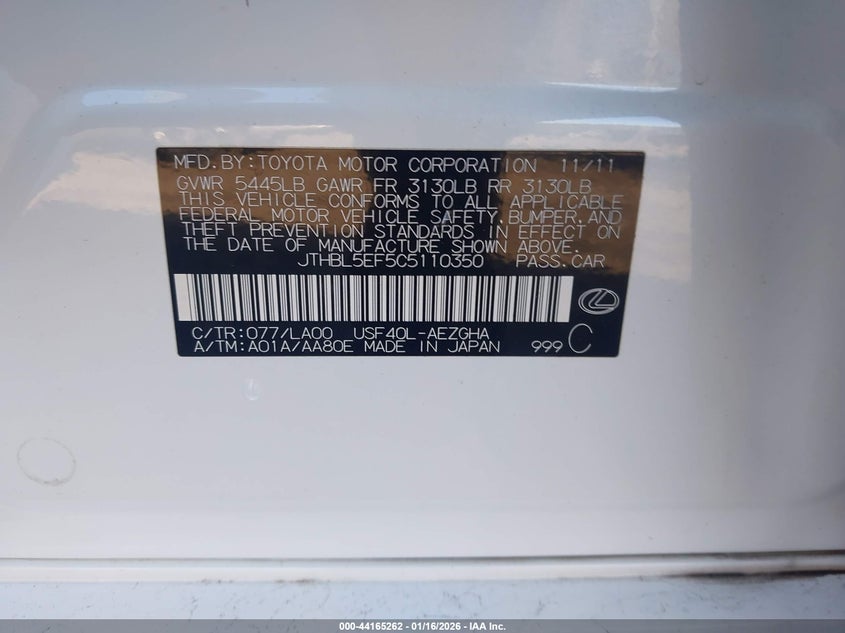 MFD. BY: TOYOTA MOTOR CORPORATION 11/11
GVWR 5445LB GAWR FR 3130LB RR 3130LB
THIS VEHICLE CONFORMS TO ALL APPLICABLE
FEDERAL MOTOR VEHICLE SAFETY, BUMPER, AND
THEFT PREVENTION STANDARDS IN EFFECT ON
THE DATE OF MANUFACTURE SHOWN ABOVE.
JTHBL5EF5C5110350 PASS. CAR
C/TR: 077/LA00 USF40L-AEZGHA
A/TM: A01A/AA80E MADE IN JAPAN 999 C
000-44165262 - 01/16/2026 - IAA Inc.